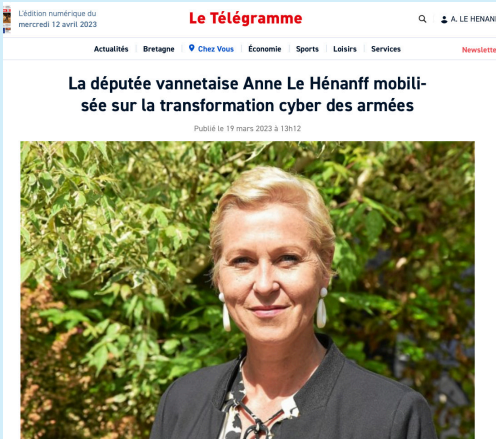 L'édition numérique du
mercredi 12 avril 2023
Le Télégramme
A. LE HENAN
Actualités Bretagne Chez Vous Économie Sports Loisirs Services
Newslette
La députée vannetaise Anne Le Hénanff mobili-
sée sur la transformation cyber des armées
Publié le 19 mars 2023 à 13h12